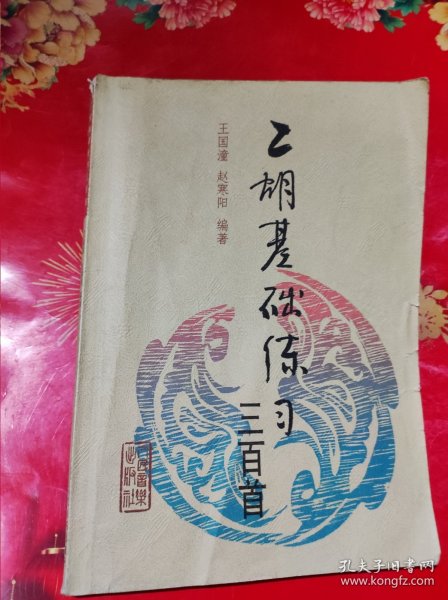 王国潼 赵寒阳 编著
二胡基础练习
三百首
人民音乐
出版社
孔夫子旧书网
www.kongfz.com